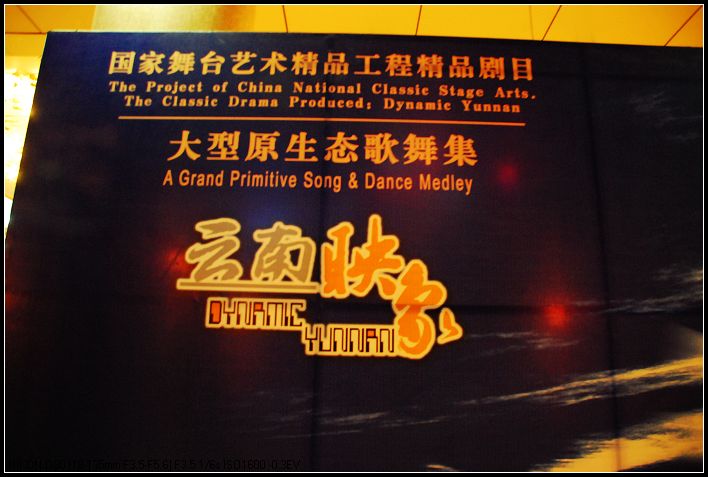 国家舞台艺术精品工程精品剧目
The Project of China National Classic Stage Arts.
The Classic Drama Produced: Dynamic Yunnan
大型原生态歌舞集
A Grand Primitive Song & Dance Medley
云南映象
DYNAMIC
YUNNAN